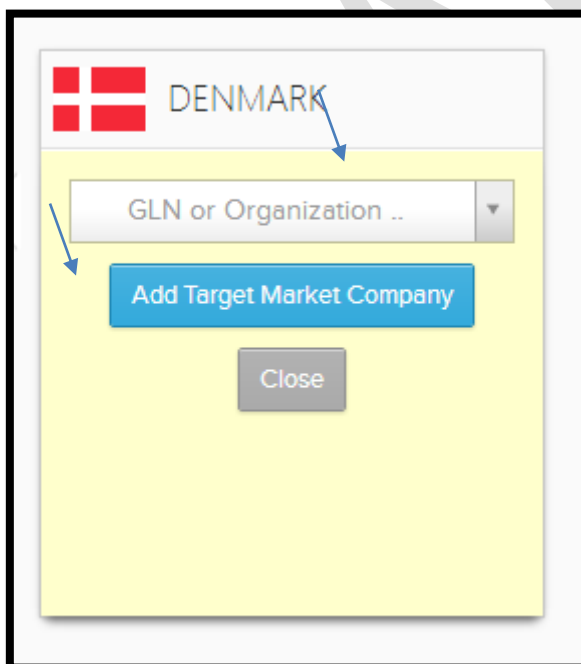 DENMARK
GLN or Organization ..
Add Target Market Company
Close